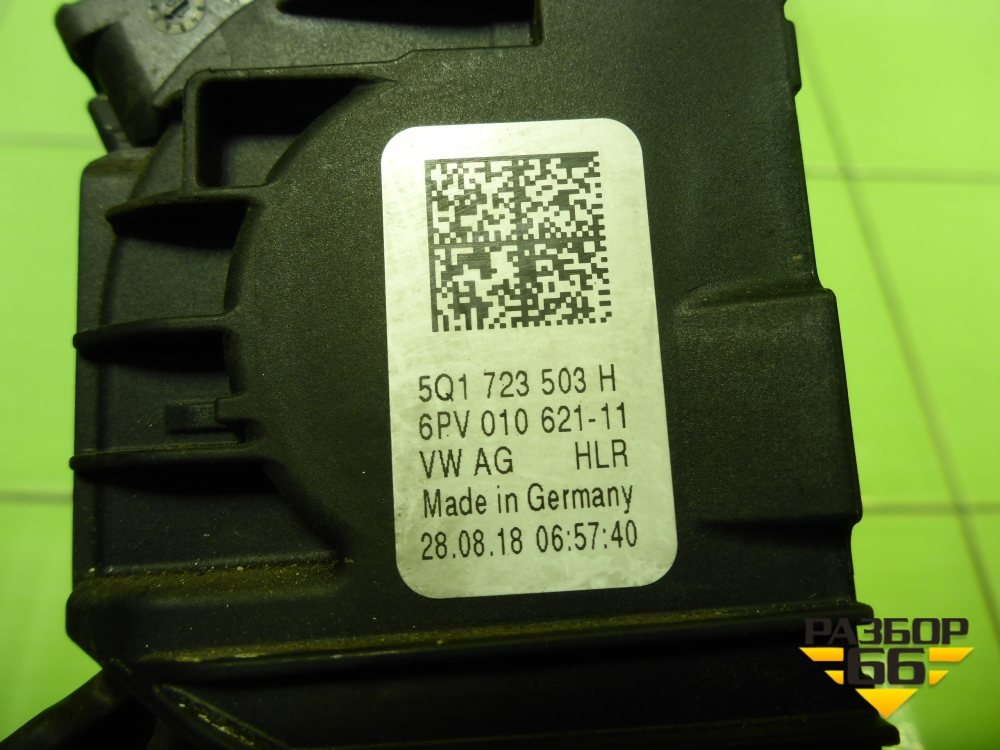 5Q1 723 503 H
6PV 010 621-11
VW AG HLR
Made in Germany
28.08.18 06:57:40
РАЗБОР
66